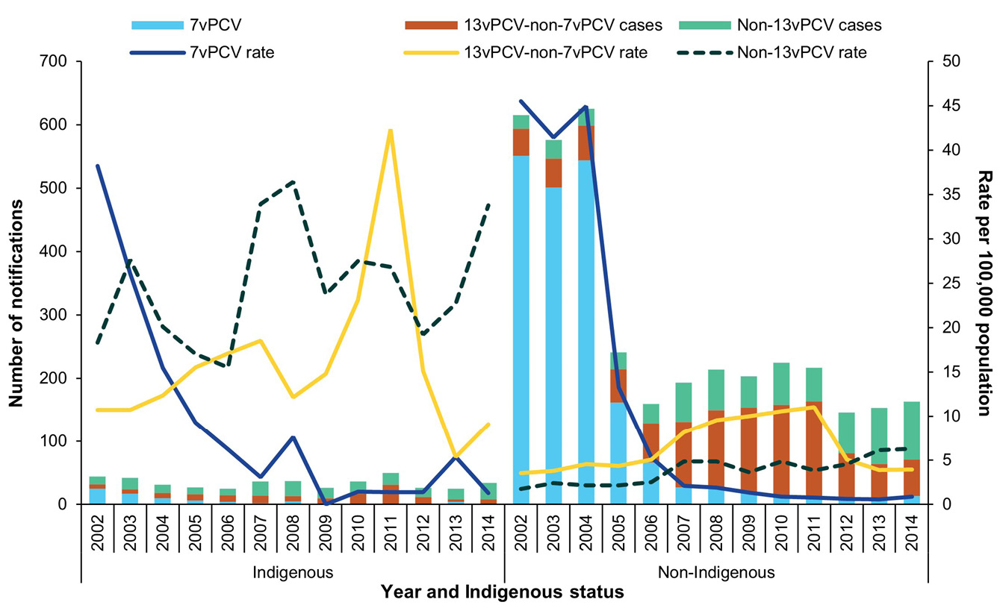 7vPCV 13vPCV-non-7vPCV cases Non-13vPCV cases
7vPCV rate 13vPCV-non-7vPCV rate Non-13vPCV rate
700
600
500
400
300
200
100
0
Number of notifications
50
45
40
35
30
25
20
15
10
5
0
Rate per 100,000 population
2002 2003 2004 2005 2006 2007 2008 2009 2010 2011 2012 2013 2014 2002 2003 2004 2005 2006 2007 2008 2009 2010 2011 2012 2013 2014
Indigenous Non-Indigenous
Year and Indigenous status